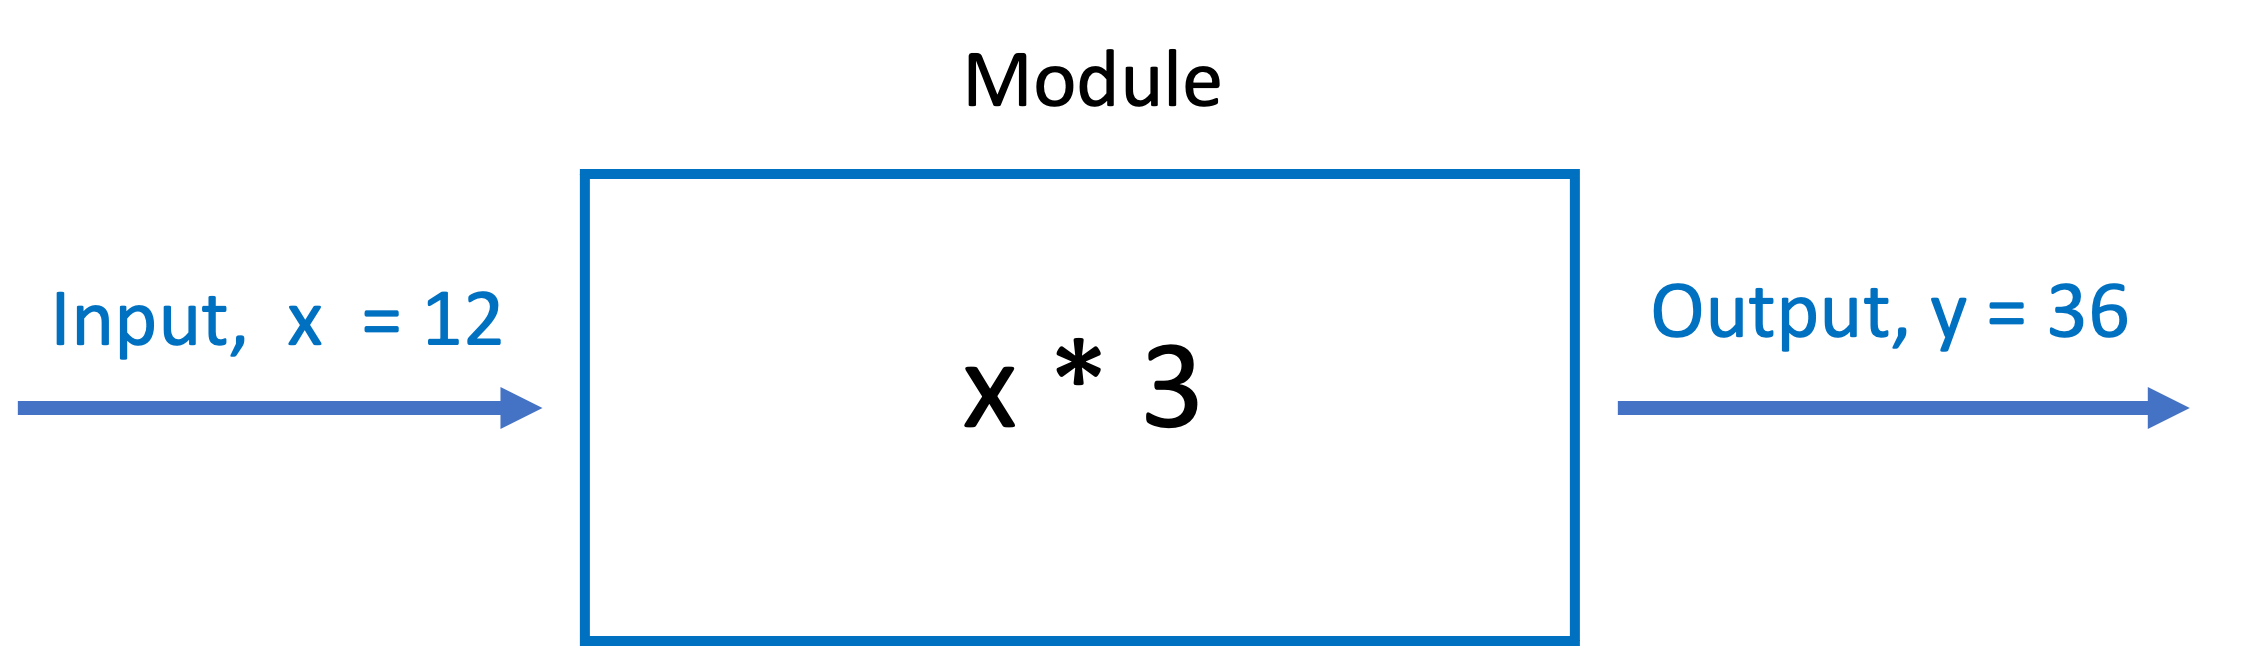 Module
Input, x = 12
x * 3
Output, y = 36